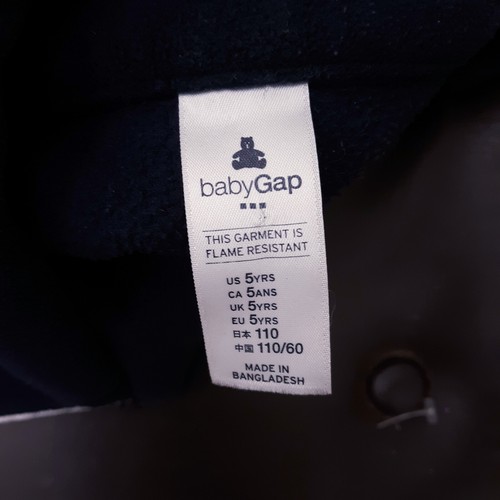 babyGap
THIS GARMENT IS
FLAME RESISTANT
US 5YRS
CA 5ANS
UK 5YRS
EU 5YRS
日本 110
中国 110/60
MADE IN
BANGLADESH